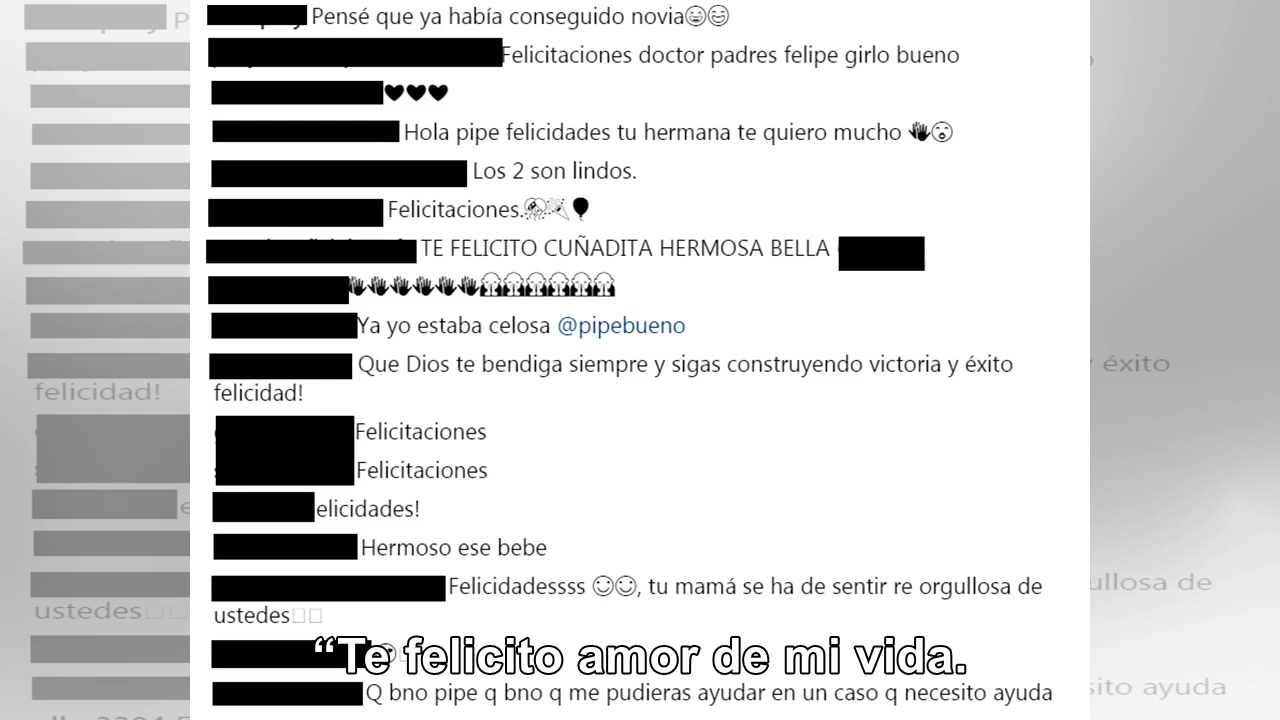 Pensé que ya había conseguido novia😄😄
Felicitaciones doctor padres felipe girlo bueno
♥♥♥
Hola pipe felicidades tu hermana te quiero mucho 👋😮
Los 2 son lindos.
Felicitaciones.🎊🎉🎈
TE FELICITO CUÑADITA HERMOSA BELLA
Ya yo estaba celosa @pipebueno
Que Dios te bendiga siempre y sigas construyendo victoria y éxito
felicidad!
Felicitaciones
Felicitaciones
elicidades!
Hermoso ese bebe
Felicidadessss ☺☺, tu mamá se ha de sentir re orgullosa de
ustedes
“Te felicito amor de mi vida.
Q bno pipe q bno q me pudieras ayudar en un caso q necesito ayuda